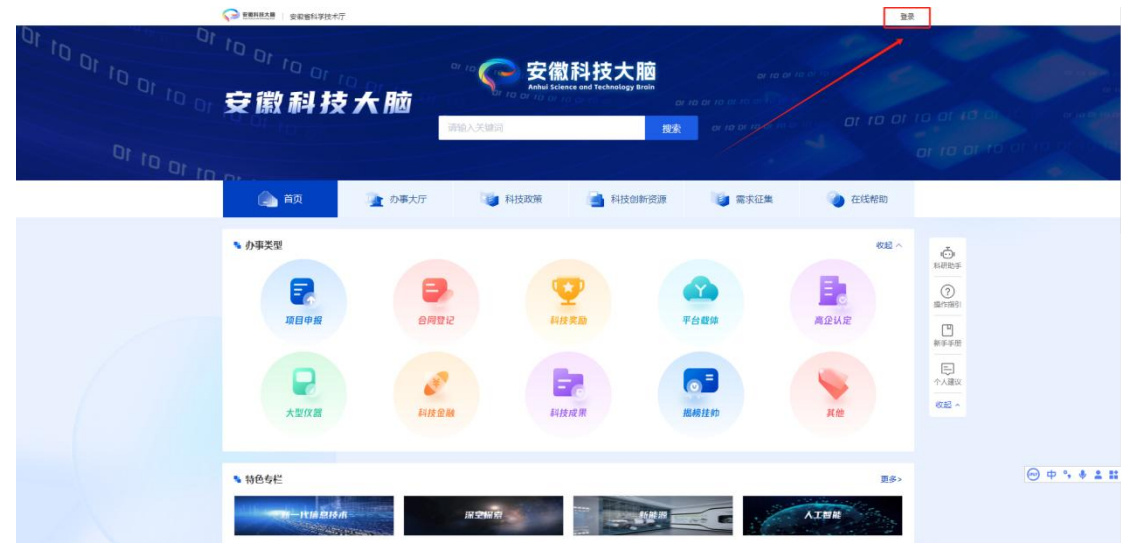 安徽科技大脑 安徽省科学技术厅 登录
安徽科技大脑
安徽科技大脑
Anhui Science and Technology Brain
请输入关键词 搜索
首页 办事大厅 科技政策 科技创新资源 需求征集 在线帮助
办事类型 收起
项目申报 合同登记 科技奖励 平台载体 高企认定
大型仪器 科技金融 科技成果 揭榜挂帅 其他
科研助手
操作指引
新手手册
个人建议
收起
特色专栏 更多>
新一代信息技术 深空探索 新能源 人工智能
中